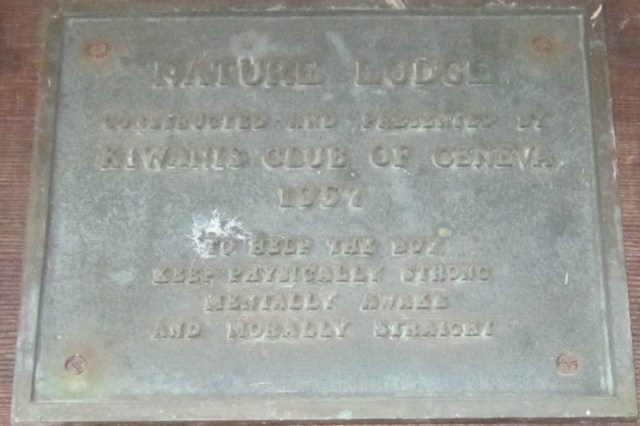 NATURE LODGE
CONSTRUCTED AND PRESENTED BY
KIWANIS CLUB OF GENEVA
1957
TO HELP THE BOY
KEEP PHYSICALLY STRONG
MENTALLY AWAKE
AND MORALLY STRAIGHT